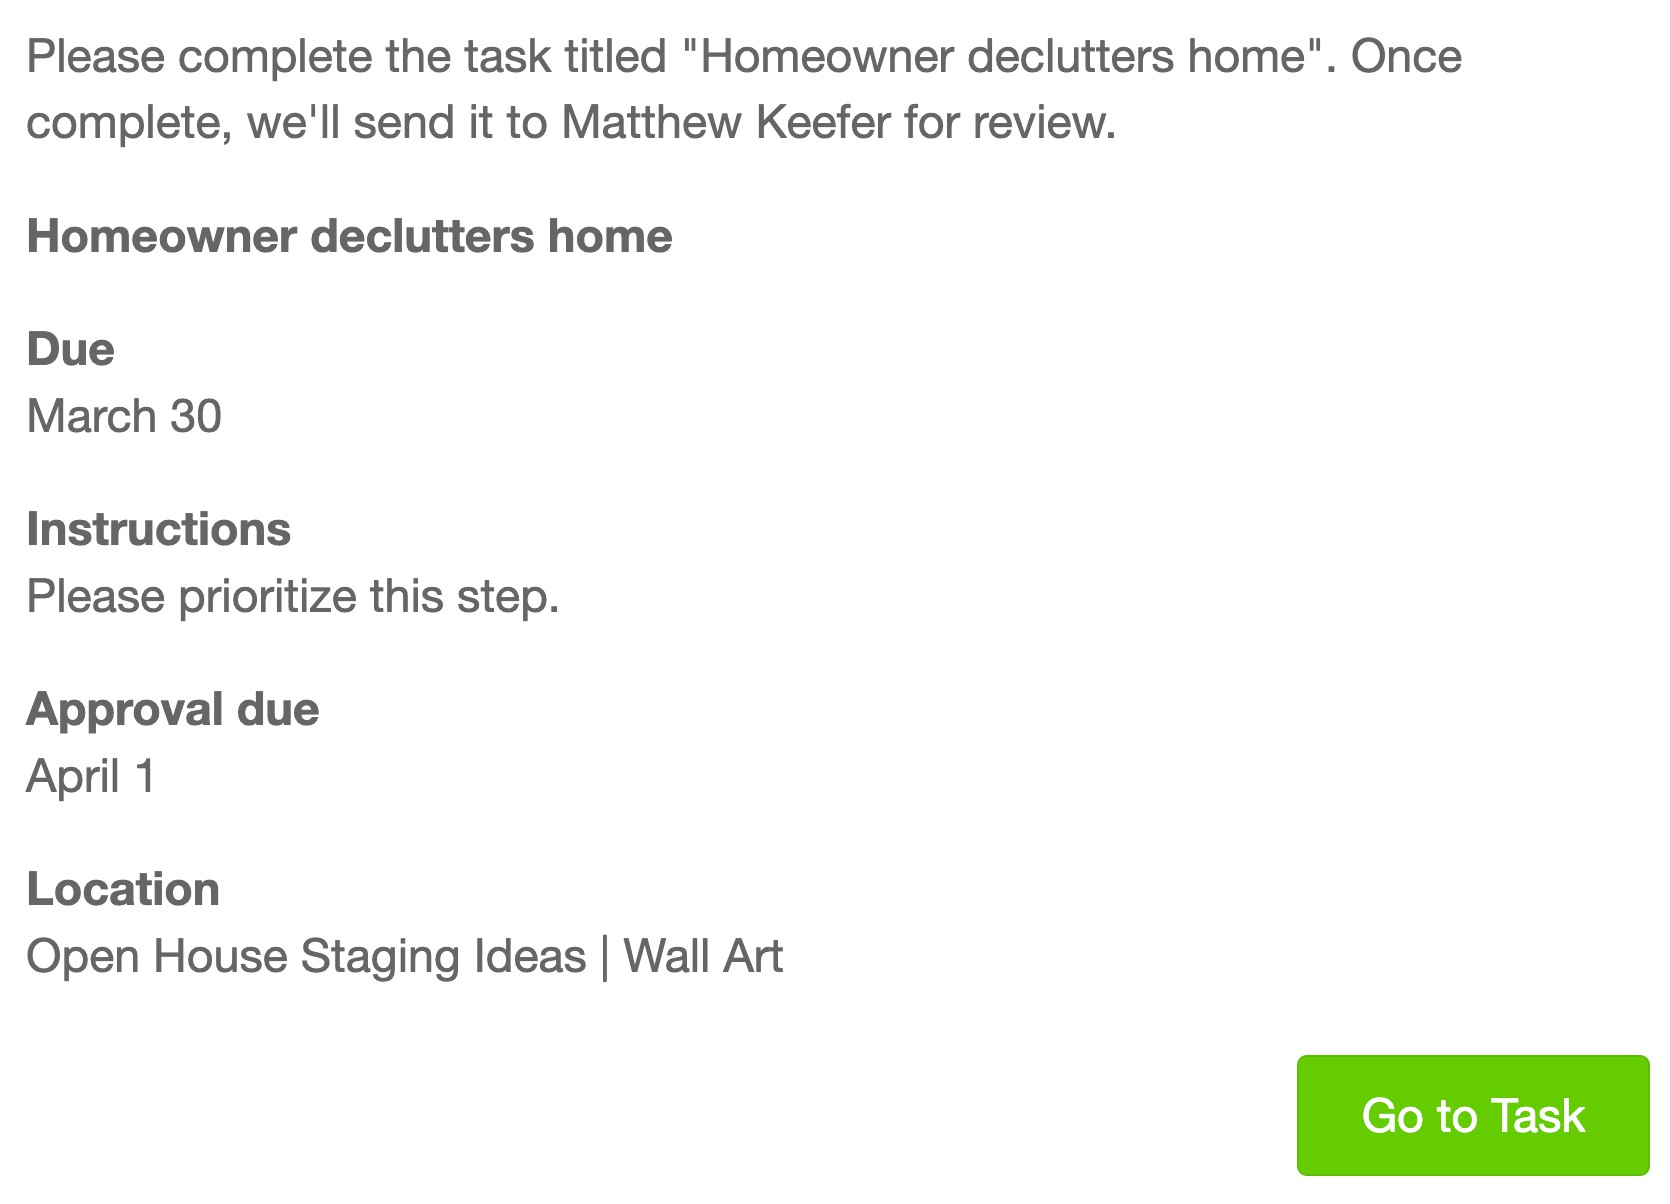 Please complete the task titled "Homeowner declutters home". Once
complete, we'll send it to Matthew Keefer for review.
Homeowner declutters home
Due
March 30
Instructions
Please prioritize this step.
Approval due
April 1
Location
Open House Staging Ideas | Wall Art
Go to Task